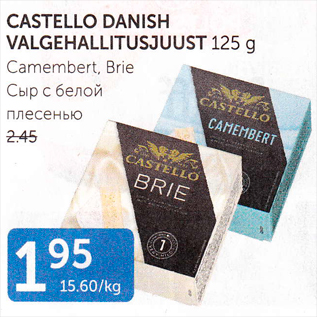 CASTELLO DANISH
VALGEHALLITUSJUUST 125 g
Camembert, Brie
Сыр с белой
плесенью
2.45
CASTELLO
CAMEMBERT
CASTELLO
BRIE
1
1 95
15.60/kg